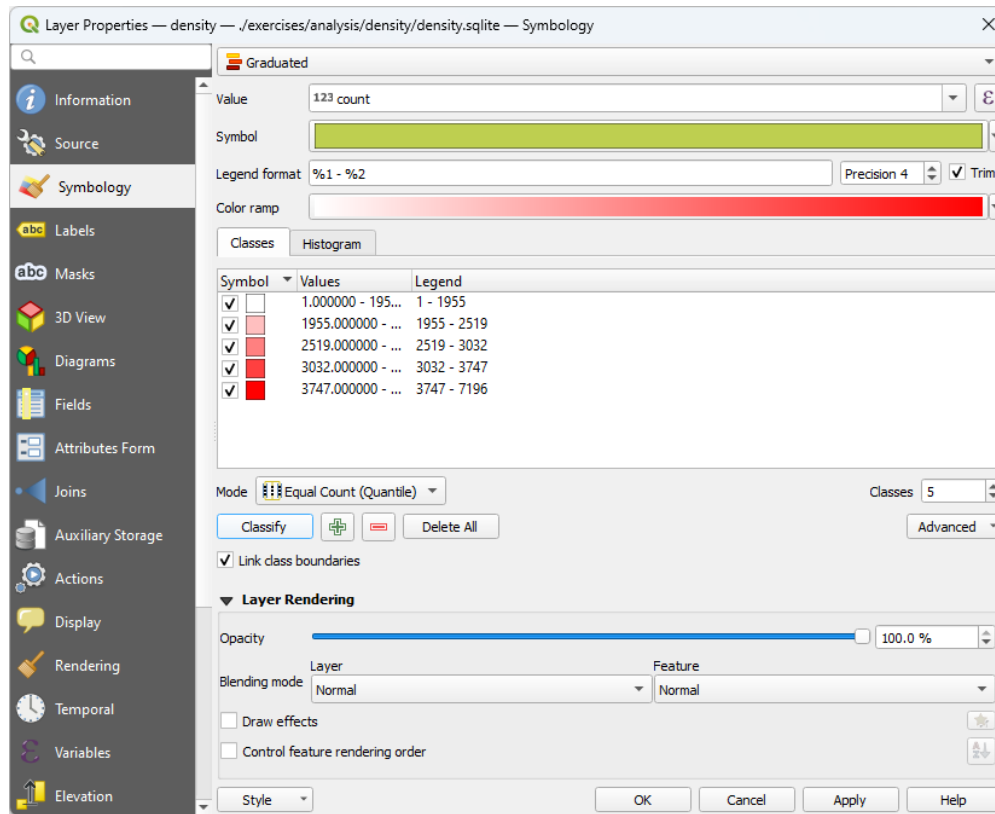 Layer Properties — density — ./exercises/analysis/density/density.sqlite — Symbology
Information
Source
Symbology
abc Labels
abc Masks
3D View
Diagrams
Fields
Attributes Form
Joins
Auxiliary Storage
Actions
Display
Rendering
Temporal
Variables
Elevation
Graduated
Value 123 count ε
Symbol
Legend format %1 - %2 Precision 4 Trim
Color ramp
Classes Histogram
Symbol Values Legend
1.000000 - 195... 1 - 1955
1955.000000 - ... 1955 - 2519
2519.000000 - ... 2519 - 3032
3032.000000 - ... 3032 - 3747
3747.000000 - ... 3747 - 7196
Mode Equal Count (Quantile) Classes 5
Classify Delete All Advanced
Link class boundaries
Layer Rendering
Opacity 100.0 %
Layer Feature
Blending mode Normal Normal
Draw effects
Control feature rendering order
Style OK Cancel Apply Help